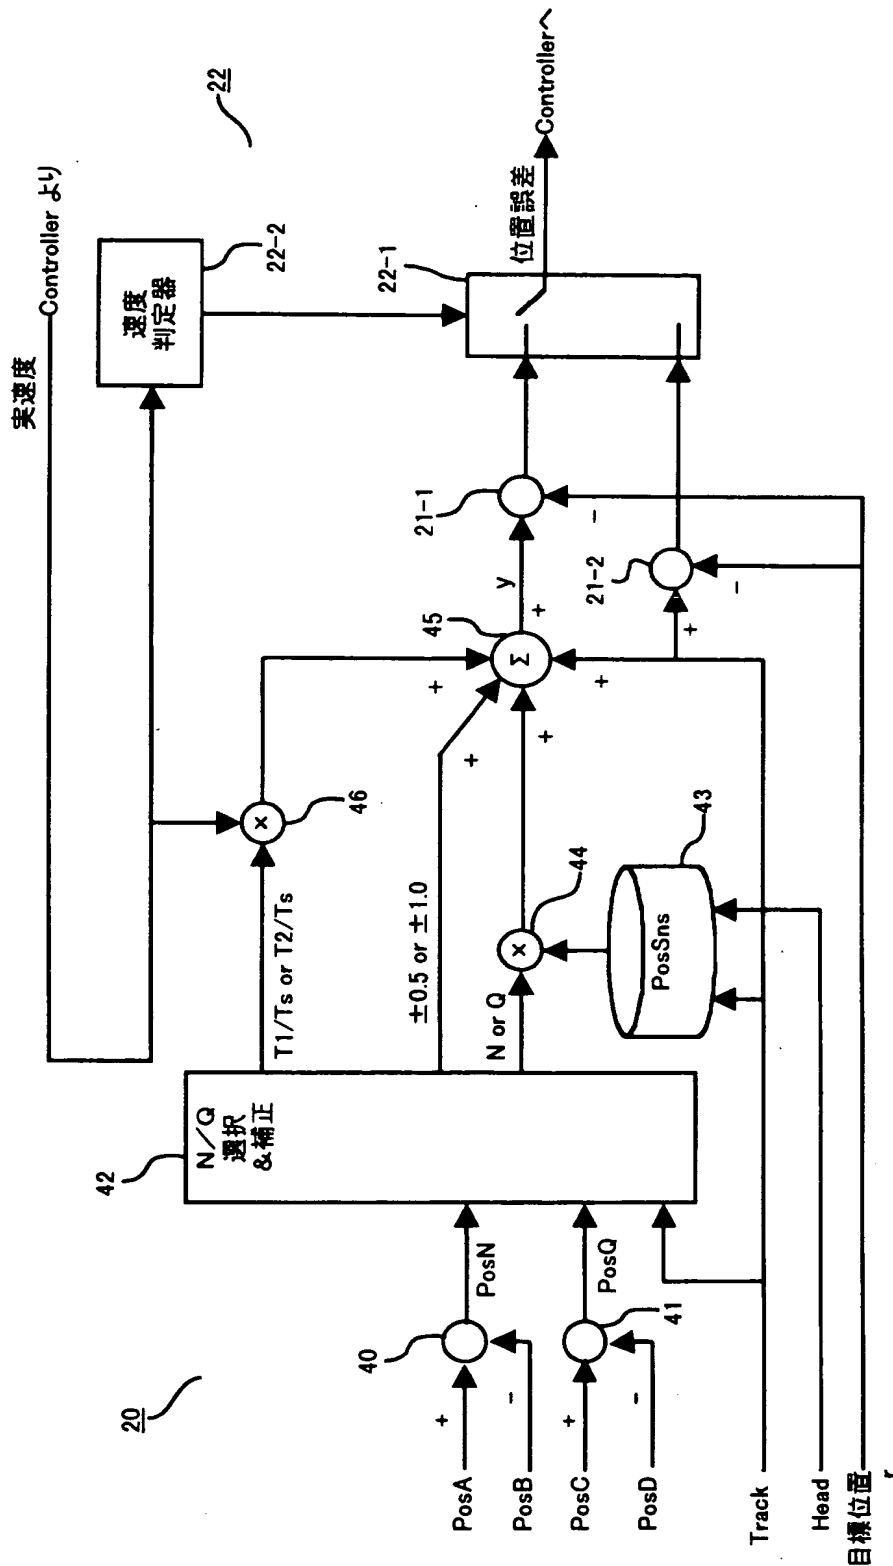 実速度
Controller より
22
速度
判定器
22-2
22-1
位置誤差
Controllerへ
21-1
21-2
y
45
Σ
+
+
+
+
+
+
-
-
46
×
T1/Ts or T2/Ts
±0.5 or ±1.0
N or Q
×
44
43
PosSns
42
N/Q
選択
&補正
PosN
PosQ
40
41
20
+
-
+
-
PosA
PosB
PosC
PosD
Track
Head
目標位置
r